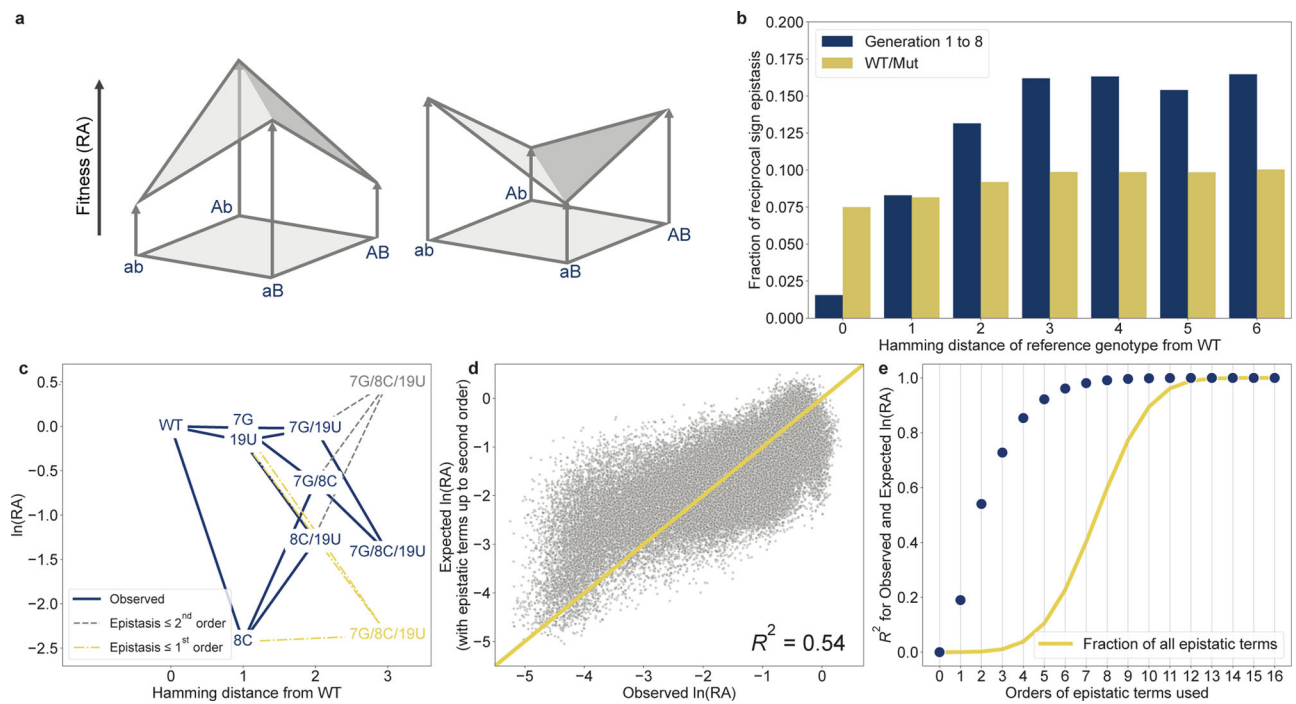 a
Fitness (RA)
Ab
ab
AB
aB
Ab
ab
AB
aB
b
Fraction of reciprocal sign epistasis
0.200
0.175
0.150
0.125
0.100
0.075
0.050
0.025
0.000
Generation 1 to 8
WT/Mut
0 1 2 3 4 5 6
Hamming distance of reference genotype from WT
c
ln(RA)
0.5
0.0
−0.5
−1.0
−1.5
−2.0
−2.5
7G/8C/19U
WT
7G
19U
7G/19U
7G/8C
8C/19U
7G/8C/19U
8C
7G/8C/19U
Observed
Epistasis ≤ 2nd order
Epistasis ≤ 1st order
0 1 2 3
Hamming distance from WT
d
Expected ln(RA)
(with epistatic terms up to second order)
0
−1
−2
−3
−4
−5
R2 = 0.54
−5 −4 −3 −2 −1 0
Observed ln(RA)
e
R2 for Observed and Expected ln(RA)
1.0
0.8
0.6
0.4
0.2
0.0
Fraction of all epistatic terms
0 1 2 3 4 5 6 7 8 9 10 11 12 13 14 15 16
Orders of epistatic terms used